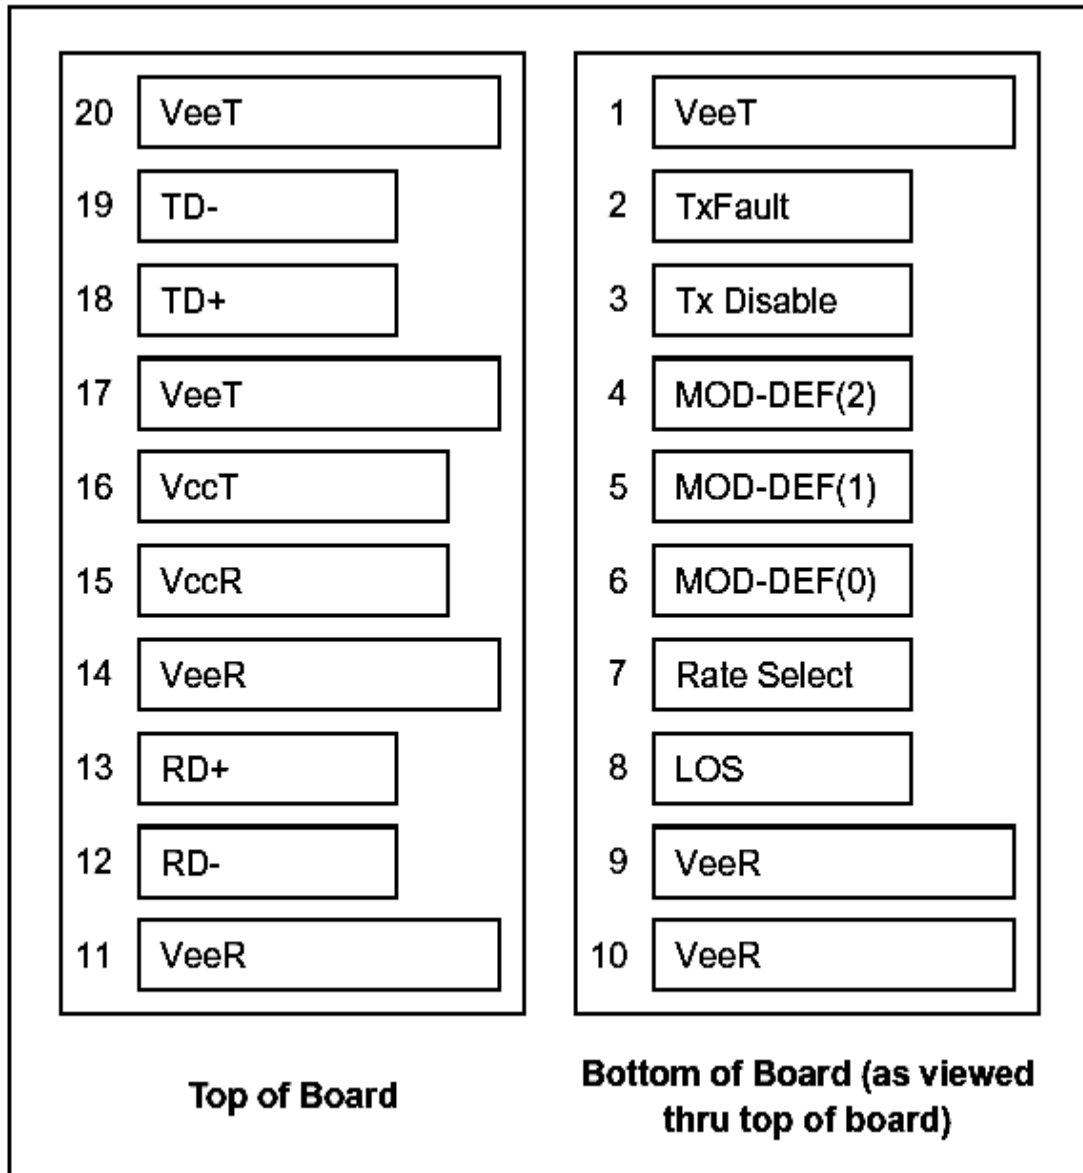 20 VeeT
19 TD-
18 TD+
17 VeeT
16 VccT
15 VccR
14 VeeR
13 RD+
12 RD-
11 VeeR
Top of Board
1 VeeT
2 TxFault
3 Tx Disable
4 MOD-DEF(2)
5 MOD-DEF(1)
6 MOD-DEF(0)
7 Rate Select
8 LOS
9 VeeR
10 VeeR
Bottom of Board (as viewed
thru top of board)